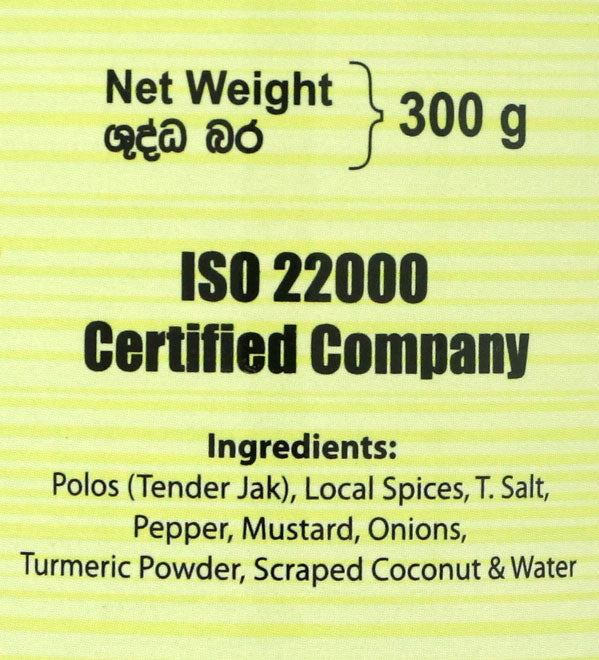 Net Weight
ශුද්ධ බර
300 g
ISO 22000
Certified Company
Ingredients:
Polos (Tender Jak), Local Spices, T. Salt,
Pepper, Mustard, Onions,
Turmeric Powder, Scraped Coconut & Water